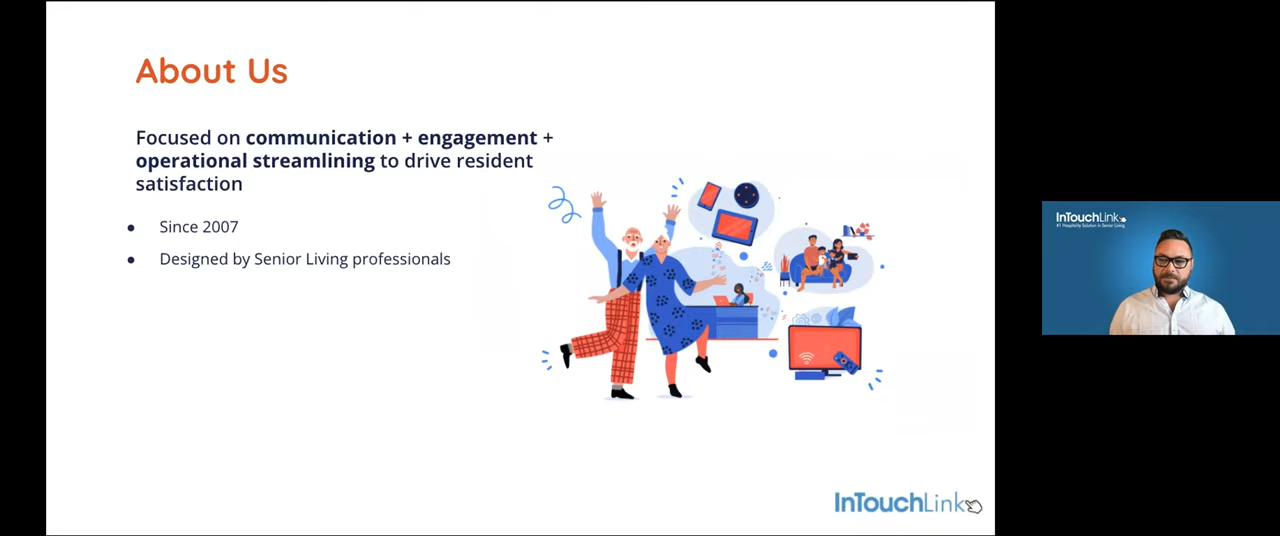 About Us
Focused on communication + engagement +
operational streamlining to drive resident
satisfaction
• Since 2007
• Designed by Senior Living professionals
InTouchLink
InTouchLink
#1 Hospitality Solution in Senior Living